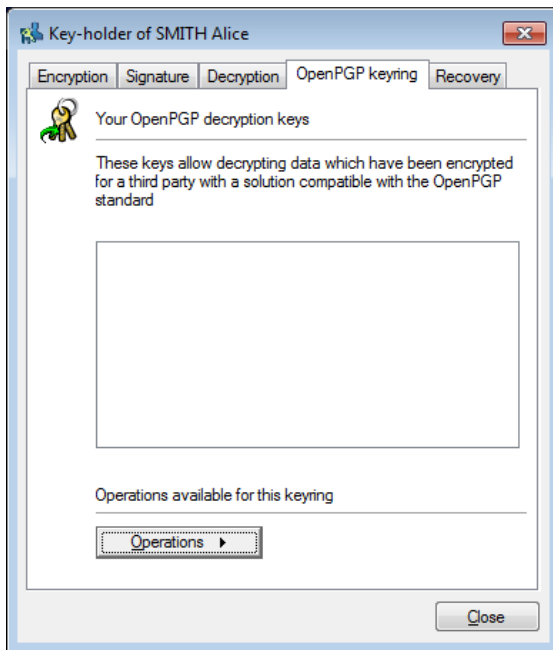 Key-holder of SMITH Alice
Encryption Signature Decryption OpenPGP keyring Recovery
Your OpenPGP decryption keys
These keys allow decrypting data which have been encrypted
for a third party with a solution compatible with the OpenPGP
standard
Operations available for this keyring
Operations
Close